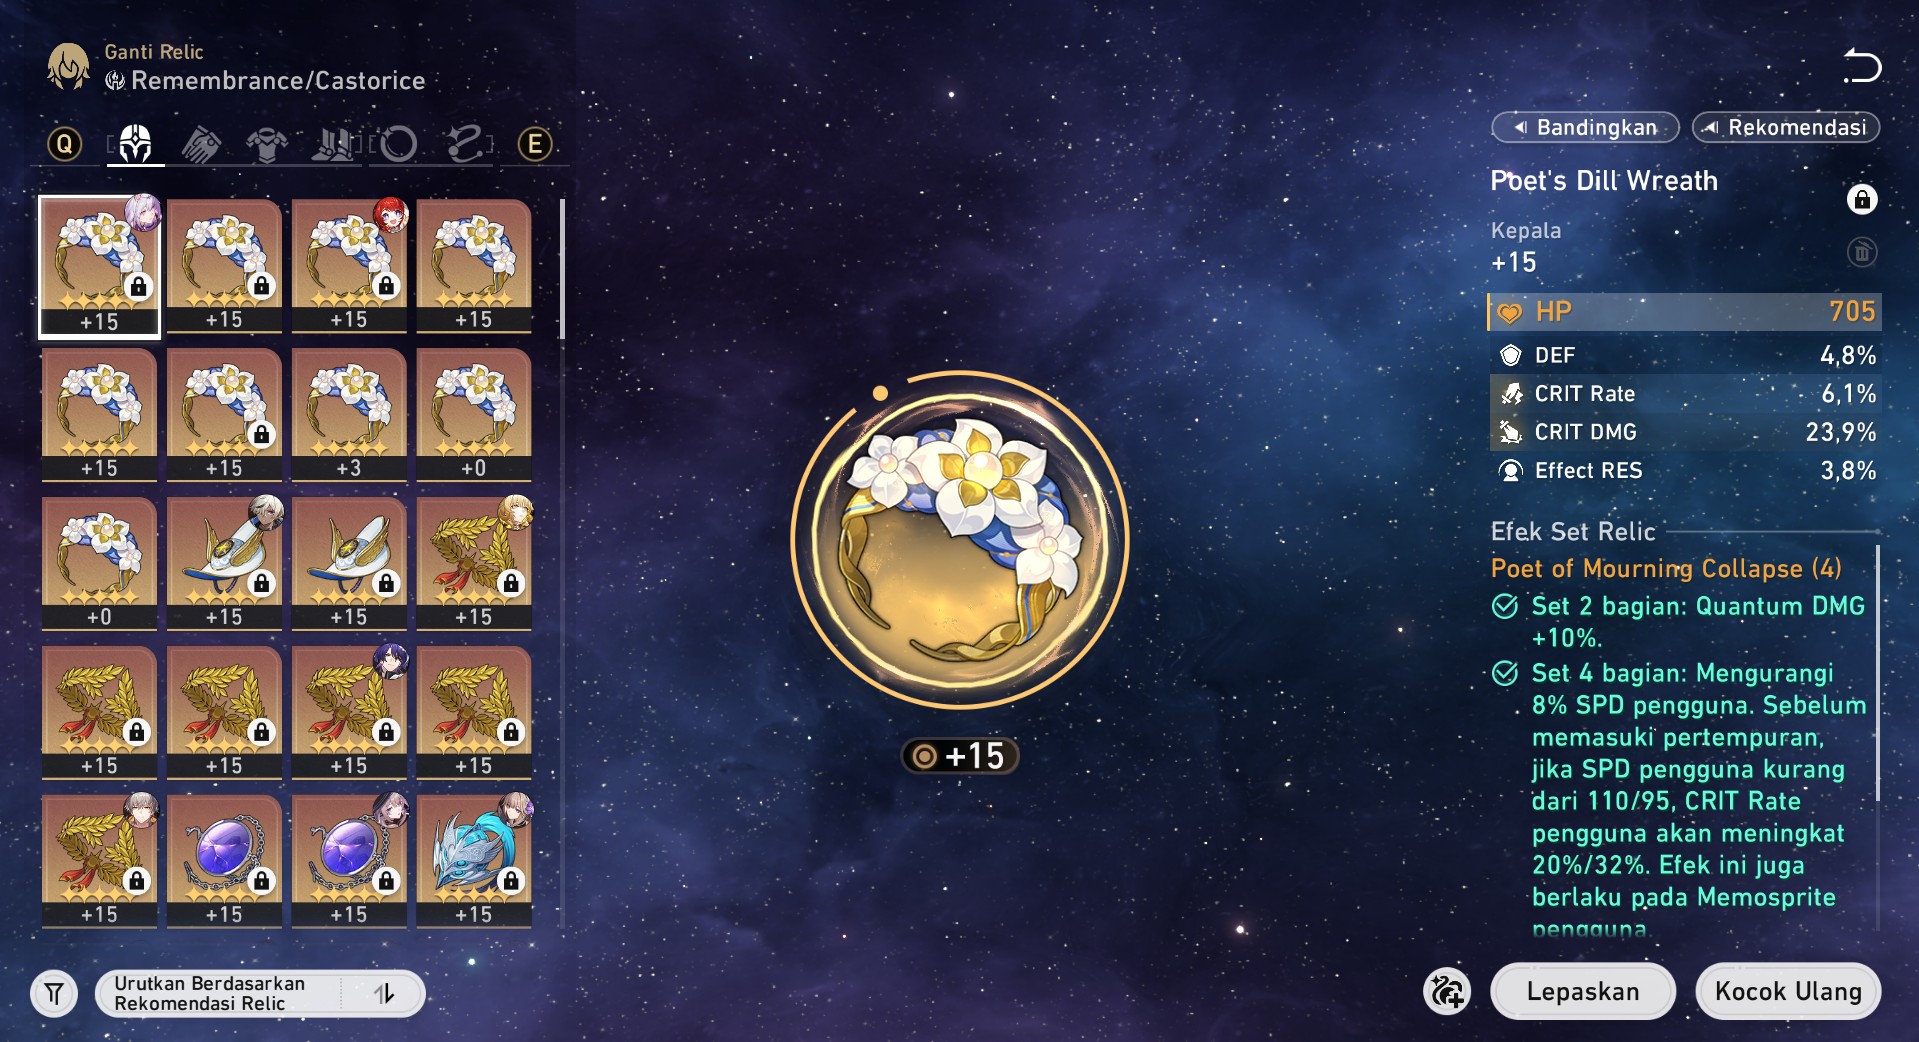 Ganti Relic
Remembrance/Castorice
Q
E
+15
+15
+15
+15
+15
+15
+3
+0
+0
+15
+15
+15
+15
+15
+15
+15
+15
+15
+15
+15
Urutkan Berdasarkan
Rekomendasi Relic
+15
Bandingkan
Rekomendasi
Poet's Dill Wreath
Kepala
+15
HP 705
DEF 4,8%
CRIT Rate 6,1%
CRIT DMG 23,9%
Effect RES 3,8%
Efek Set Relic
Poet of Mourning Collapse (4)
Set 2 bagian: Quantum DMG
+10%.
Set 4 bagian: Mengurangi
8% SPD pengguna. Sebelum
memasuki pertempuran,
jika SPD pengguna kurang
dari 110/95, CRIT Rate
pengguna akan meningkat
20%/32%. Efek ini juga
berlaku pada Memosprite
pengguna.
Lepaskan
Kocok Ulang